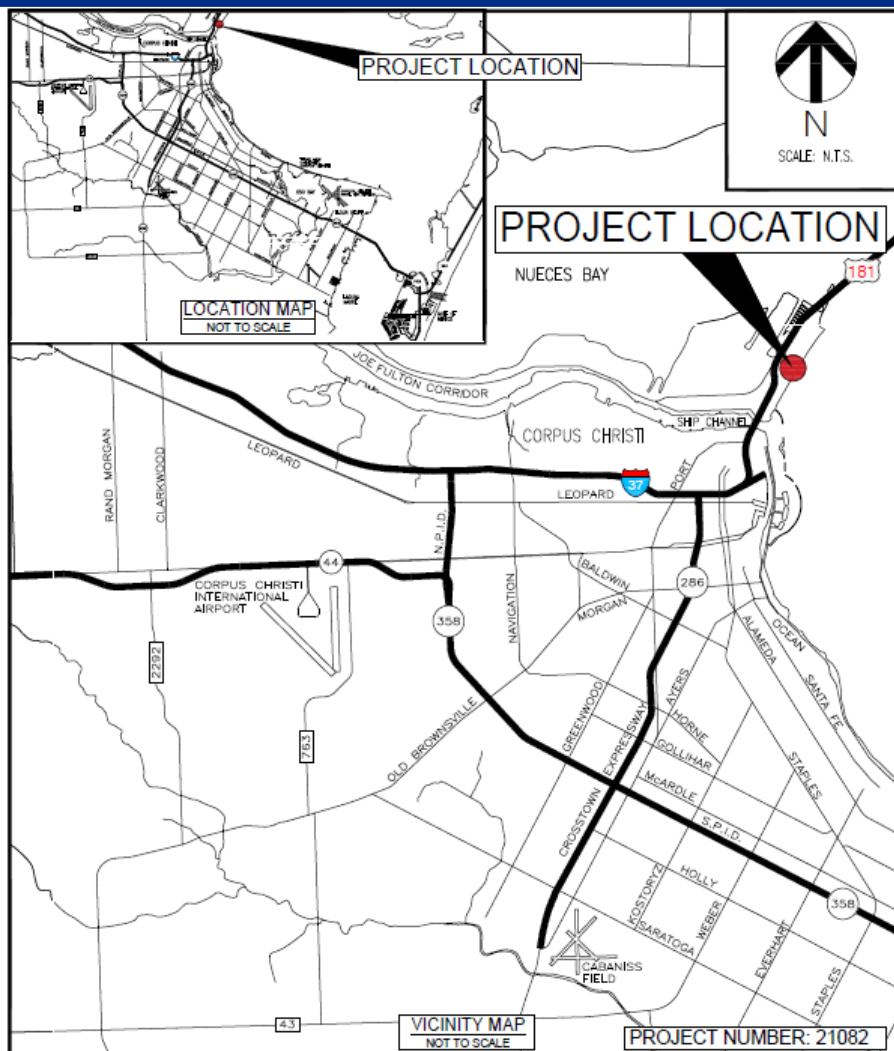 PROJECT LOCATION
LOCATION MAP
NOT TO SCALE
N
SCALE: N.T.S.
PROJECT LOCATION
NUECES BAY
181
JOE FULTON CORRIDOR
SHIP CHANNEL
CORPUS CHRISTI
PORT
RAND MORGAN
CLARKWOOD
LEOPARD
37
LEOPARD
N.P.I.D.
44
CORPUS CHRISTI
INTERNATIONAL
AIRPORT
358
NAVIGATION
BALDWIN
MORGAN
286
ALAMEDA
OCEAN
SANTA FE
2292
763
OLD BROWNSVILLE
GREENWOOD
CROSSTOWN EXPRESSWAY
AYERS
HORNE
GOLLIHAR
McARDLE
STAPLES
S.P.I.D.
HOLLY
KOSTORYZ
SARATOGA
WEBER
EVERHART
358
STAPLES
CABANISS
FIELD
43
VICINITY MAP
NOT TO SCALE
PROJECT NUMBER: 21082